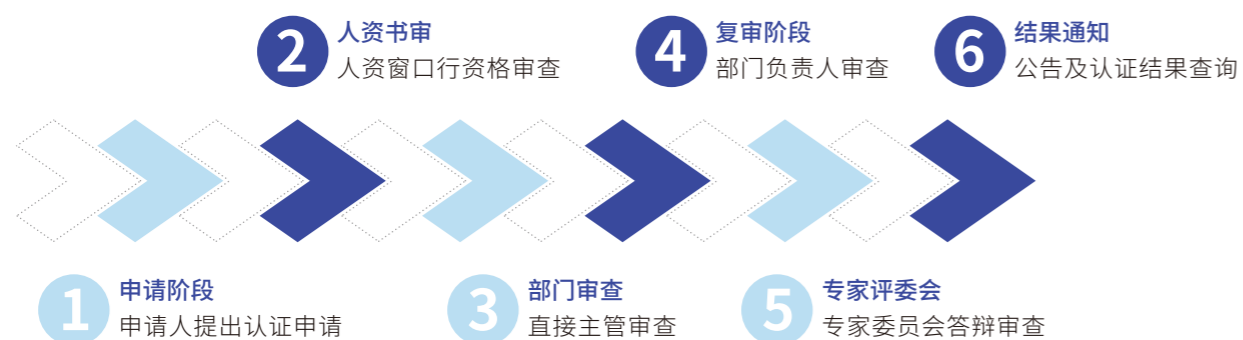 2
人资书审
人资窗口行资格审查
4
复审阶段
部门负责人审查
6
结果通知
公告及认证结果查询
1
申请阶段
申请人提出认证申请
3
部门审查
直接主管审查
5
专家评委会
专家委员会答辩审查